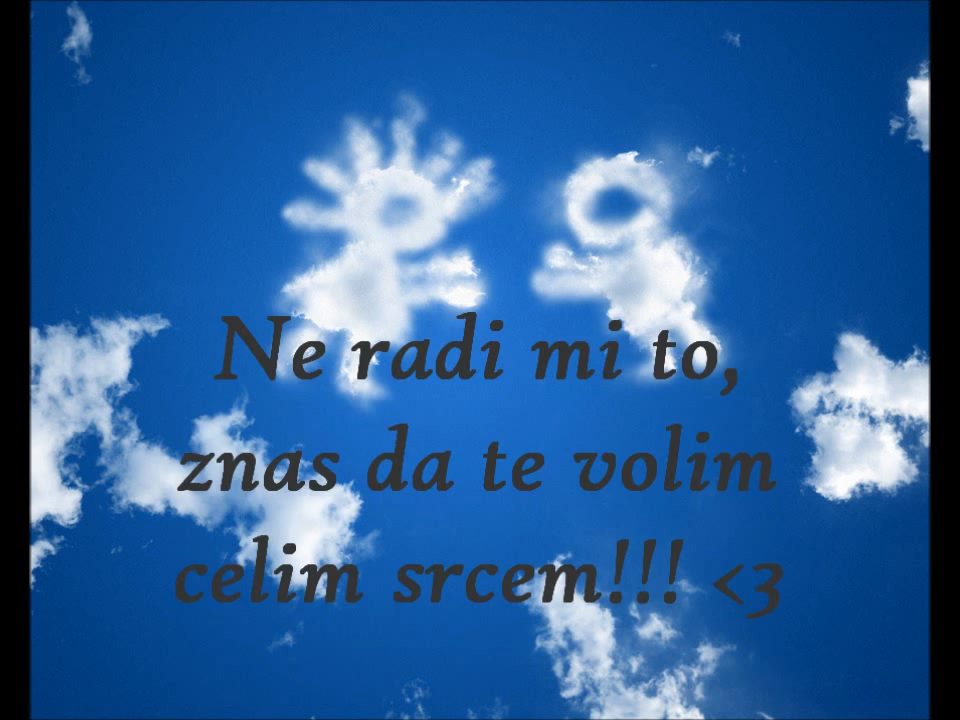 Ne radi mi to,
znas da te volim
celim srcem!!! <3